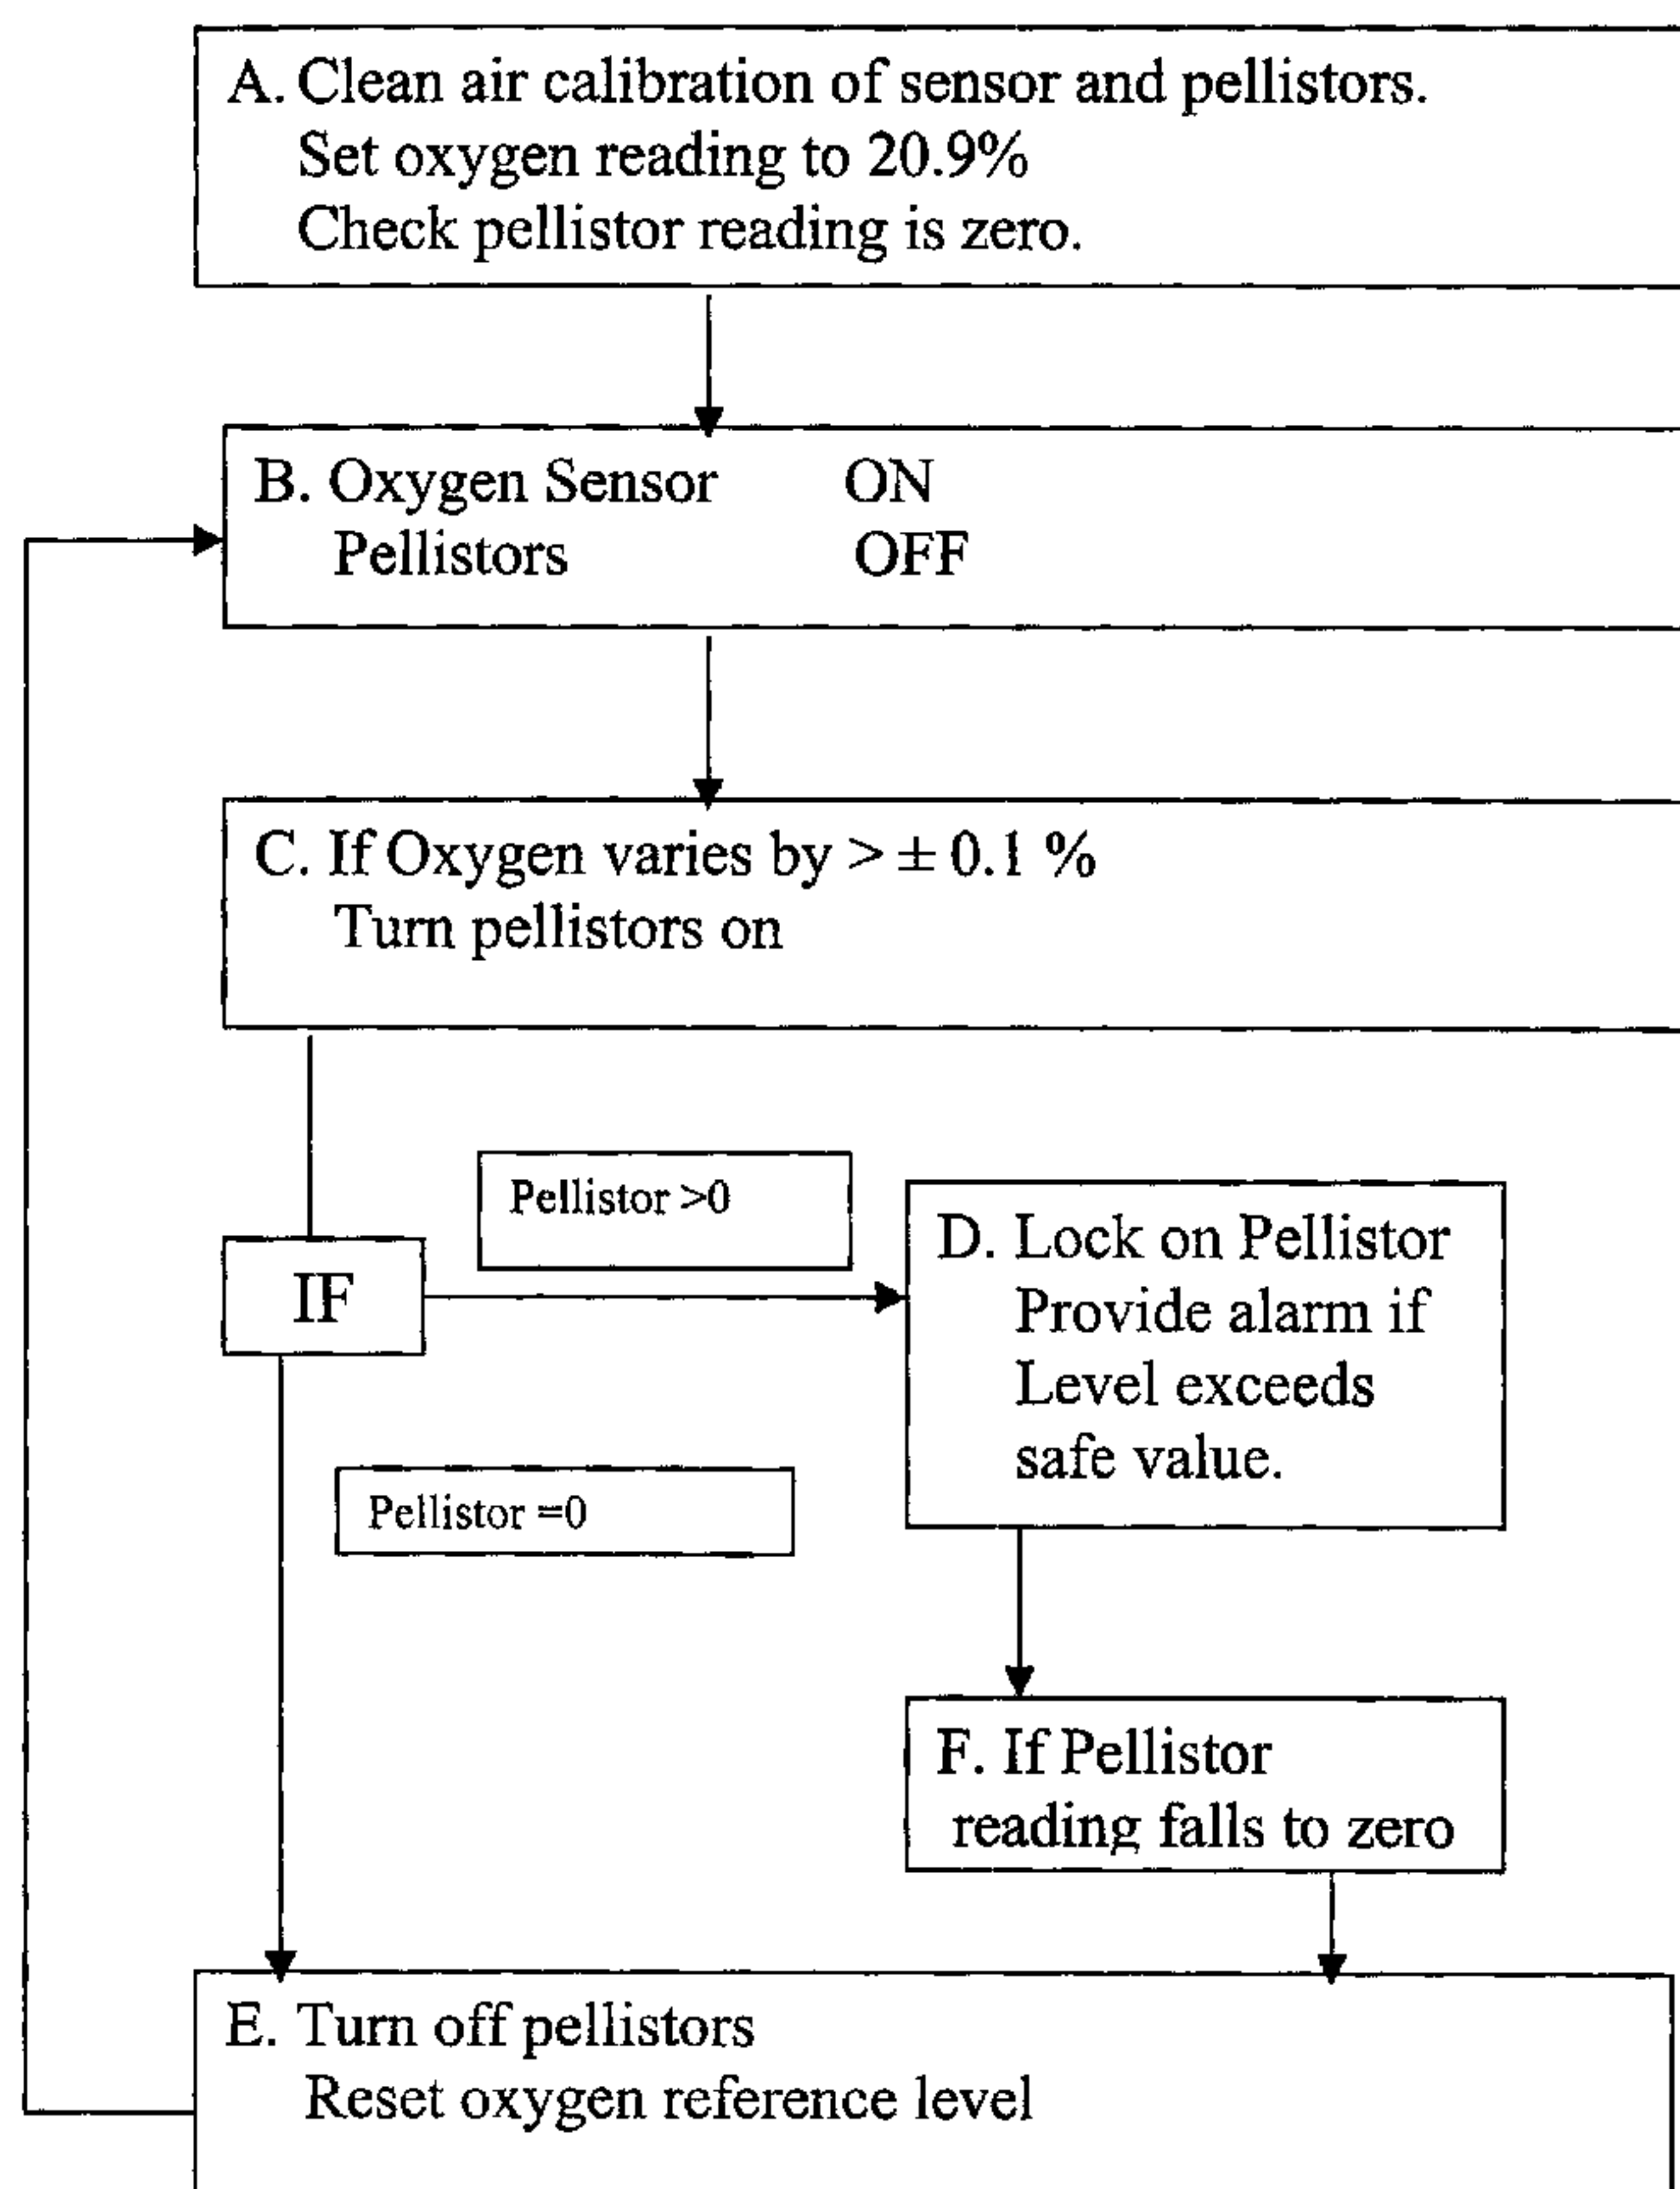 A. Clean air calibration of sensor and pellistors.
Set oxygen reading to 20.9%
Check pellistor reading is zero.
B. Oxygen Sensor ON
Pellistors OFF
C. If Oxygen varies by > ± 0.1 %
Turn pellistors on
Pellistor >0
IF
D. Lock on Pellistor
Provide alarm if
Level exceeds
safe value.
Pellistor =0
F. If Pellistor
reading falls to zero
E. Turn off pellistors
Reset oxygen reference level